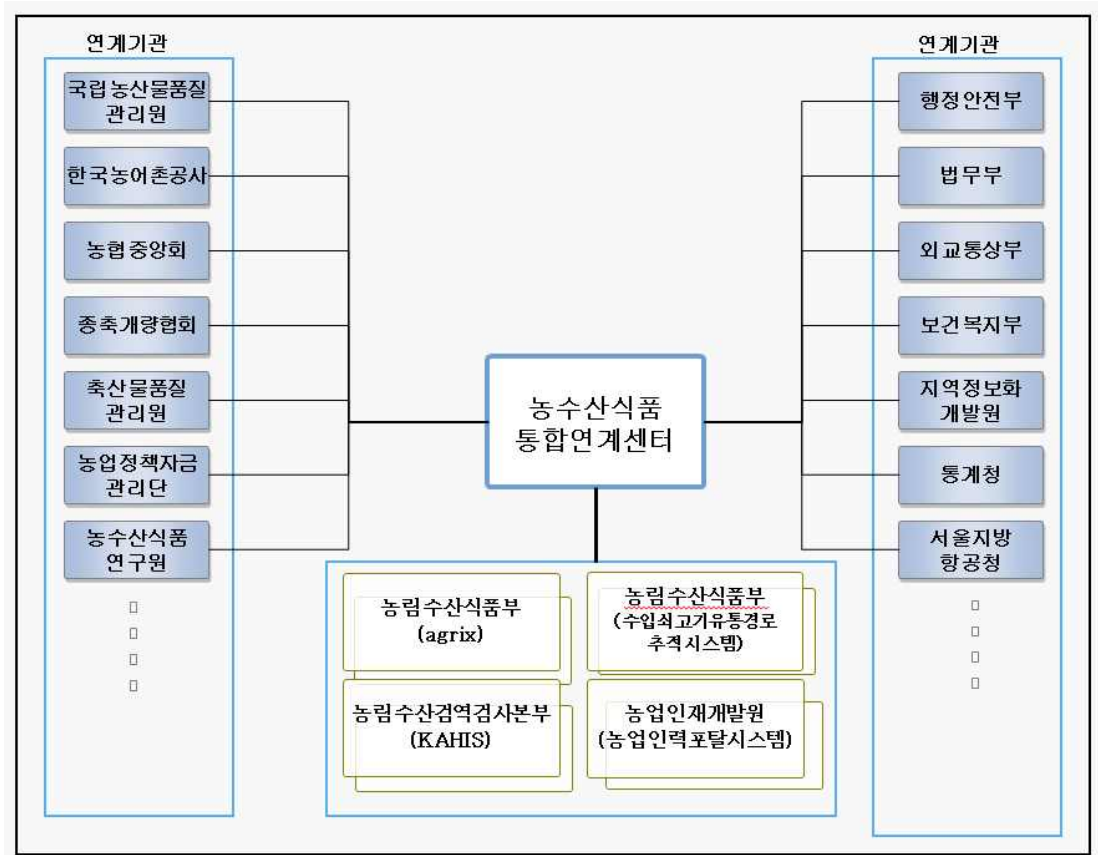 연계기관
국립농산물품질
관리원
한국농어촌공사
농협중앙회
종축개량협회
축산물품질
관리원
농업정책자금
관리단
농수산식품
연구원
농수산식품
통합연계센터
농림수산식품부
(agrix)
농림수산식품부
(수입쇠고기유통경로
추적시스템)
농림수산검역검사본부
(KAHIS)
농업인재개발원
(농업인력포탈시스템)
연계기관
행정안전부
법무부
외교통상부
보건복지부
지역정보화
개발원
통계청
서울지방
항공청